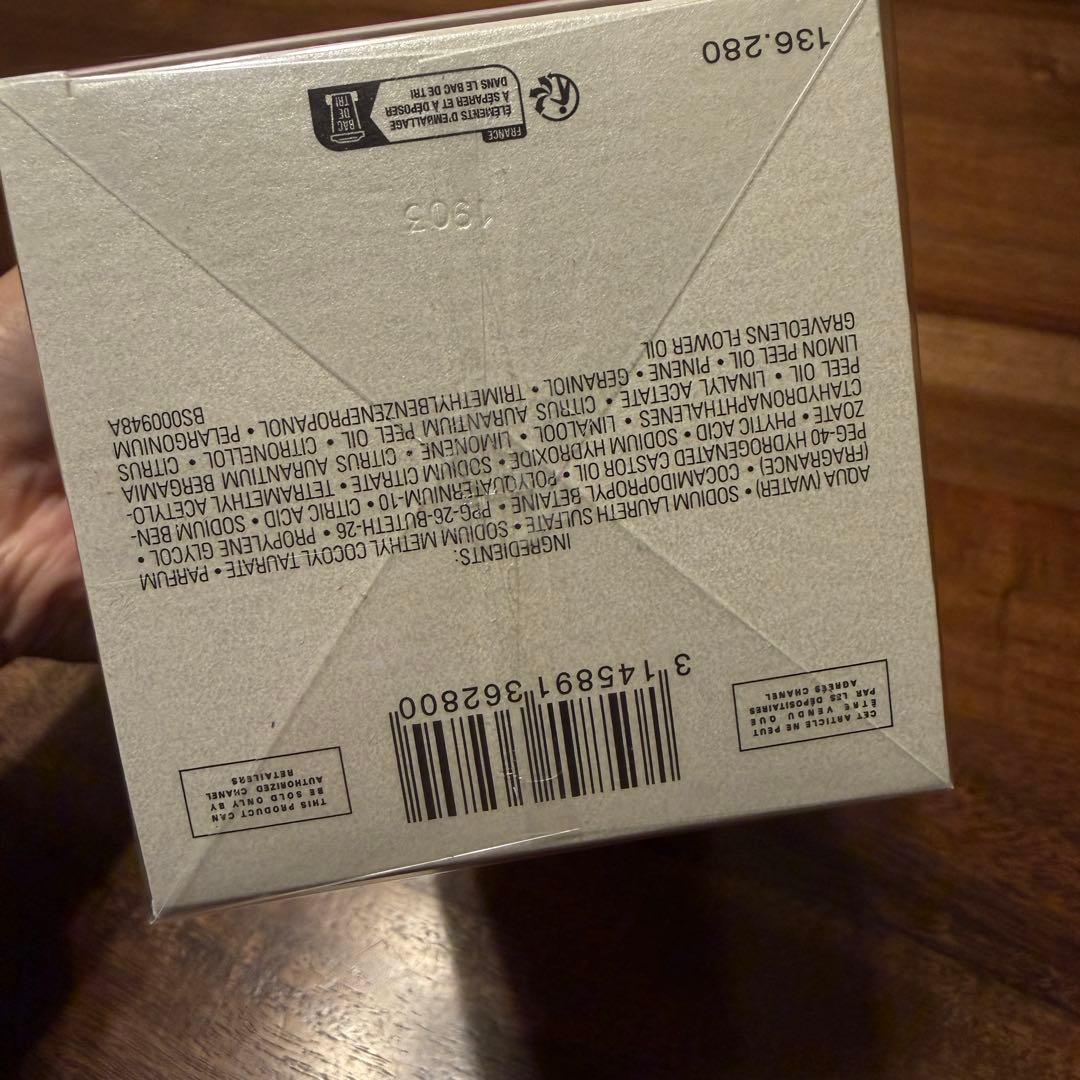 CET ARTICLE NE PEUT
ÊTRE VENDU QUE
PAR LES DÉPOSITAIRES
AGRÉÉS CHANEL
3 145891 362800
THIS PRODUCT CAN
BE SOLD ONLY BY
AUTHORIZED CHANEL
RETAILERS
INGREDIENTS:
AQUA (WATER) • SODIUM LAURETH SULFATE • SODIUM METHYL COCOYL TAURATE • PARFUM
(FRAGRANCE) • COCAMIDOPROPYL BETAINE • PPG-26-BUTETH-26 • PROPYLENE GLYCOL •
PEG-40 HYDROGENATED CASTOR OIL • POLYQUATERNIUM-10 • CITRIC ACID • SODIUM BEN-
ZOATE • PHYTIC ACID • SODIUM HYDROXIDE • SODIUM CITRATE • TETRAMETHYL ACETYLO-
CTAHYDRONAPHTHALENES • LINALOOL • LIMONENE • CITRUS AURANTIUM BERGAMIA
PEEL OIL • LINALYL ACETATE • CITRUS AURANTIUM PEEL OIL • CITRONELLOL • CITRUS
LIMON PEEL OIL • PINENE • GERANIOL • TRIMETHYLBENZENEPROPANOL • PELARGONIUM
GRAVEOLENS FLOWER OIL BS000948A
1903
FRANCE
ÉLÉMENTS D'EMBALLAGE
À SÉPARER ET À DÉPOSER
DANS LE BAC DE TRI
BAC
DE
TRI
136.280